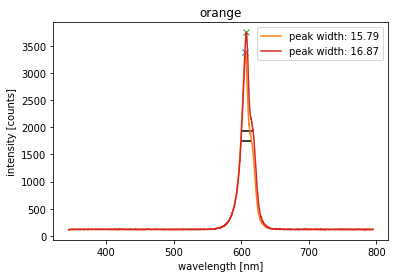 orange
peak width: 15.79
peak width: 16.87
intensity [counts]
3500
3000
2500
2000
1500
1000
500
0
400
500
600
700
800
wavelength [nm]